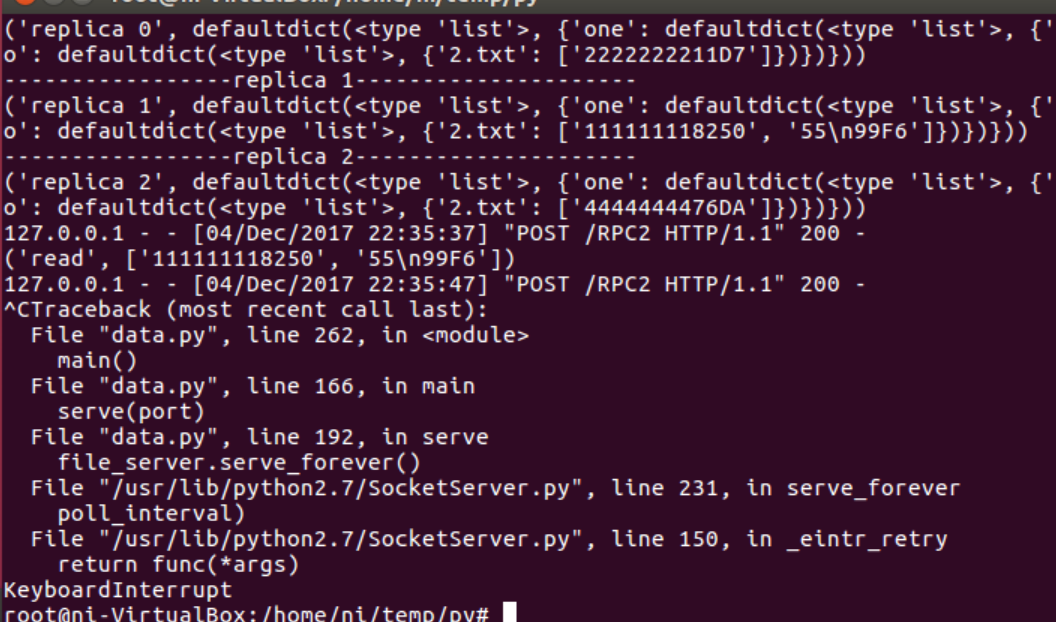 root@ni-VirtualBox: /home/ni/temp/py
('replica 0', defaultdict(<type 'list'>, {'one': defaultdict(<type 'list'>, {'
o': defaultdict(<type 'list'>, {'2.txt': ['2222222211D7']})})}))
-----------------replica 1---------------------
('replica 1', defaultdict(<type 'list'>, {'one': defaultdict(<type 'list'>, {'
o': defaultdict(<type 'list'>, {'2.txt': ['111111118250', '55\n99F6']})})}))
-----------------replica 2---------------------
('replica 2', defaultdict(<type 'list'>, {'one': defaultdict(<type 'list'>, {'
o': defaultdict(<type 'list'>, {'2.txt': ['4444444476DA']})})}))
127.0.0.1 - - [04/Dec/2017 22:35:37] "POST /RPC2 HTTP/1.1" 200 -
('read', ['111111118250', '55\n99F6'])
127.0.0.1 - - [04/Dec/2017 22:35:47] "POST /RPC2 HTTP/1.1" 200 -
^CTraceback (most recent call last):
  File "data.py", line 262, in <module>
    main()
  File "data.py", line 166, in main
    serve(port)
  File "data.py", line 192, in serve
    file_server.serve_forever()
  File "/usr/lib/python2.7/SocketServer.py", line 231, in serve_forever
    poll_interval)
  File "/usr/lib/python2.7/SocketServer.py", line 150, in _eintr_retry
    return func(*args)
KeyboardInterrupt
root@ni-VirtualBox:/home/ni/temp/py#